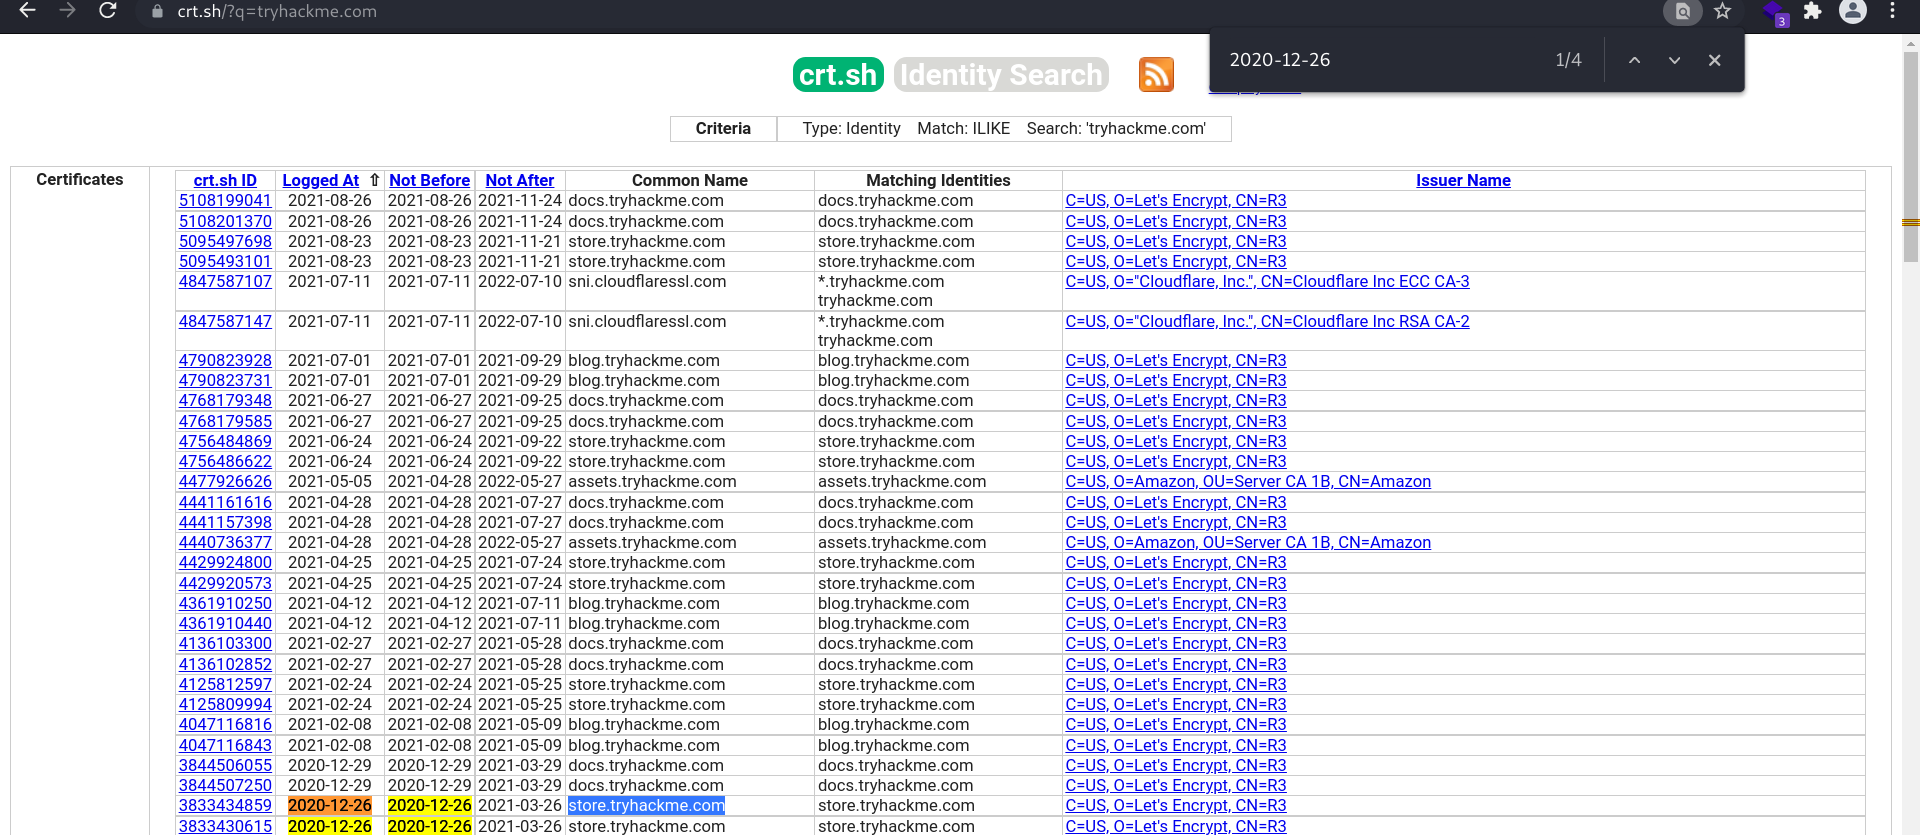 crt.sh/?q=tryhackme.com
3
2020-12-26 1/4
crt.sh Identity Search
Criteria Type: Identity Match: ILIKE Search: 'tryhackme.com'
Certificates
crt.sh ID Logged At ⇧ Not Before Not After Common Name Matching Identities Issuer Name
5108199041 2021-08-26 2021-08-26 2021-11-24 docs.tryhackme.com docs.tryhackme.com C=US, O=Let's Encrypt, CN=R3
5108201370 2021-08-26 2021-08-26 2021-11-24 docs.tryhackme.com docs.tryhackme.com C=US, O=Let's Encrypt, CN=R3
5095497698 2021-08-23 2021-08-23 2021-11-21 store.tryhackme.com store.tryhackme.com C=US, O=Let's Encrypt, CN=R3
5095493101 2021-08-23 2021-08-23 2021-11-21 store.tryhackme.com store.tryhackme.com C=US, O=Let's Encrypt, CN=R3
4847587107 2021-07-11 2021-07-11 2022-07-10 sni.cloudflaressl.com *.tryhackme.com C=US, O="Cloudflare, Inc.", CN=Cloudflare Inc ECC CA-3
tryhackme.com
4847587147 2021-07-11 2021-07-11 2022-07-10 sni.cloudflaressl.com *.tryhackme.com C=US, O="Cloudflare, Inc.", CN=Cloudflare Inc RSA CA-2
tryhackme.com
4790823928 2021-07-01 2021-07-01 2021-09-29 blog.tryhackme.com blog.tryhackme.com C=US, O=Let's Encrypt, CN=R3
4790823731 2021-07-01 2021-07-01 2021-09-29 blog.tryhackme.com blog.tryhackme.com C=US, O=Let's Encrypt, CN=R3
4768179348 2021-06-27 2021-06-27 2021-09-25 docs.tryhackme.com docs.tryhackme.com C=US, O=Let's Encrypt, CN=R3
4768179585 2021-06-27 2021-06-27 2021-09-25 docs.tryhackme.com docs.tryhackme.com C=US, O=Let's Encrypt, CN=R3
4756484869 2021-06-24 2021-06-24 2021-09-22 store.tryhackme.com store.tryhackme.com C=US, O=Let's Encrypt, CN=R3
4756486622 2021-06-24 2021-06-24 2021-09-22 store.tryhackme.com store.tryhackme.com C=US, O=Let's Encrypt, CN=R3
4477926626 2021-05-05 2021-04-28 2022-05-27 assets.tryhackme.com assets.tryhackme.com C=US, O=Amazon, OU=Server CA 1B, CN=Amazon
4441161616 2021-04-28 2021-04-28 2021-07-27 docs.tryhackme.com docs.tryhackme.com C=US, O=Let's Encrypt, CN=R3
4441157398 2021-04-28 2021-04-28 2021-07-27 docs.tryhackme.com docs.tryhackme.com C=US, O=Let's Encrypt, CN=R3
4440736377 2021-04-28 2021-04-28 2022-05-27 assets.tryhackme.com assets.tryhackme.com C=US, O=Amazon, OU=Server CA 1B, CN=Amazon
4429924800 2021-04-25 2021-04-25 2021-07-24 store.tryhackme.com store.tryhackme.com C=US, O=Let's Encrypt, CN=R3
4429920573 2021-04-25 2021-04-25 2021-07-24 store.tryhackme.com store.tryhackme.com C=US, O=Let's Encrypt, CN=R3
4361910250 2021-04-12 2021-04-12 2021-07-11 blog.tryhackme.com blog.tryhackme.com C=US, O=Let's Encrypt, CN=R3
4361910440 2021-04-12 2021-04-12 2021-07-11 blog.tryhackme.com blog.tryhackme.com C=US, O=Let's Encrypt, CN=R3
4136103300 2021-02-27 2021-02-27 2021-05-28 docs.tryhackme.com docs.tryhackme.com C=US, O=Let's Encrypt, CN=R3
4136102852 2021-02-27 2021-02-27 2021-05-28 docs.tryhackme.com docs.tryhackme.com C=US, O=Let's Encrypt, CN=R3
4125812597 2021-02-24 2021-02-24 2021-05-25 store.tryhackme.com store.tryhackme.com C=US, O=Let's Encrypt, CN=R3
4125809994 2021-02-24 2021-02-24 2021-05-25 store.tryhackme.com store.tryhackme.com C=US, O=Let's Encrypt, CN=R3
4047116816 2021-02-08 2021-02-08 2021-05-09 blog.tryhackme.com blog.tryhackme.com C=US, O=Let's Encrypt, CN=R3
4047116843 2021-02-08 2021-02-08 2021-05-09 blog.tryhackme.com blog.tryhackme.com C=US, O=Let's Encrypt, CN=R3
3844506055 2020-12-29 2020-12-29 2021-03-29 docs.tryhackme.com docs.tryhackme.com C=US, O=Let's Encrypt, CN=R3
3844507250 2020-12-29 2020-12-29 2021-03-29 docs.tryhackme.com docs.tryhackme.com C=US, O=Let's Encrypt, CN=R3
3833434859 2020-12-26 2020-12-26 2021-03-26 store.tryhackme.com store.tryhackme.com C=US, O=Let's Encrypt, CN=R3
3833430615 2020-12-26 2020-12-26 2021-03-26 store.tryhackme.com store.tryhackme.com C=US, O=Let's Encrypt, CN=R3